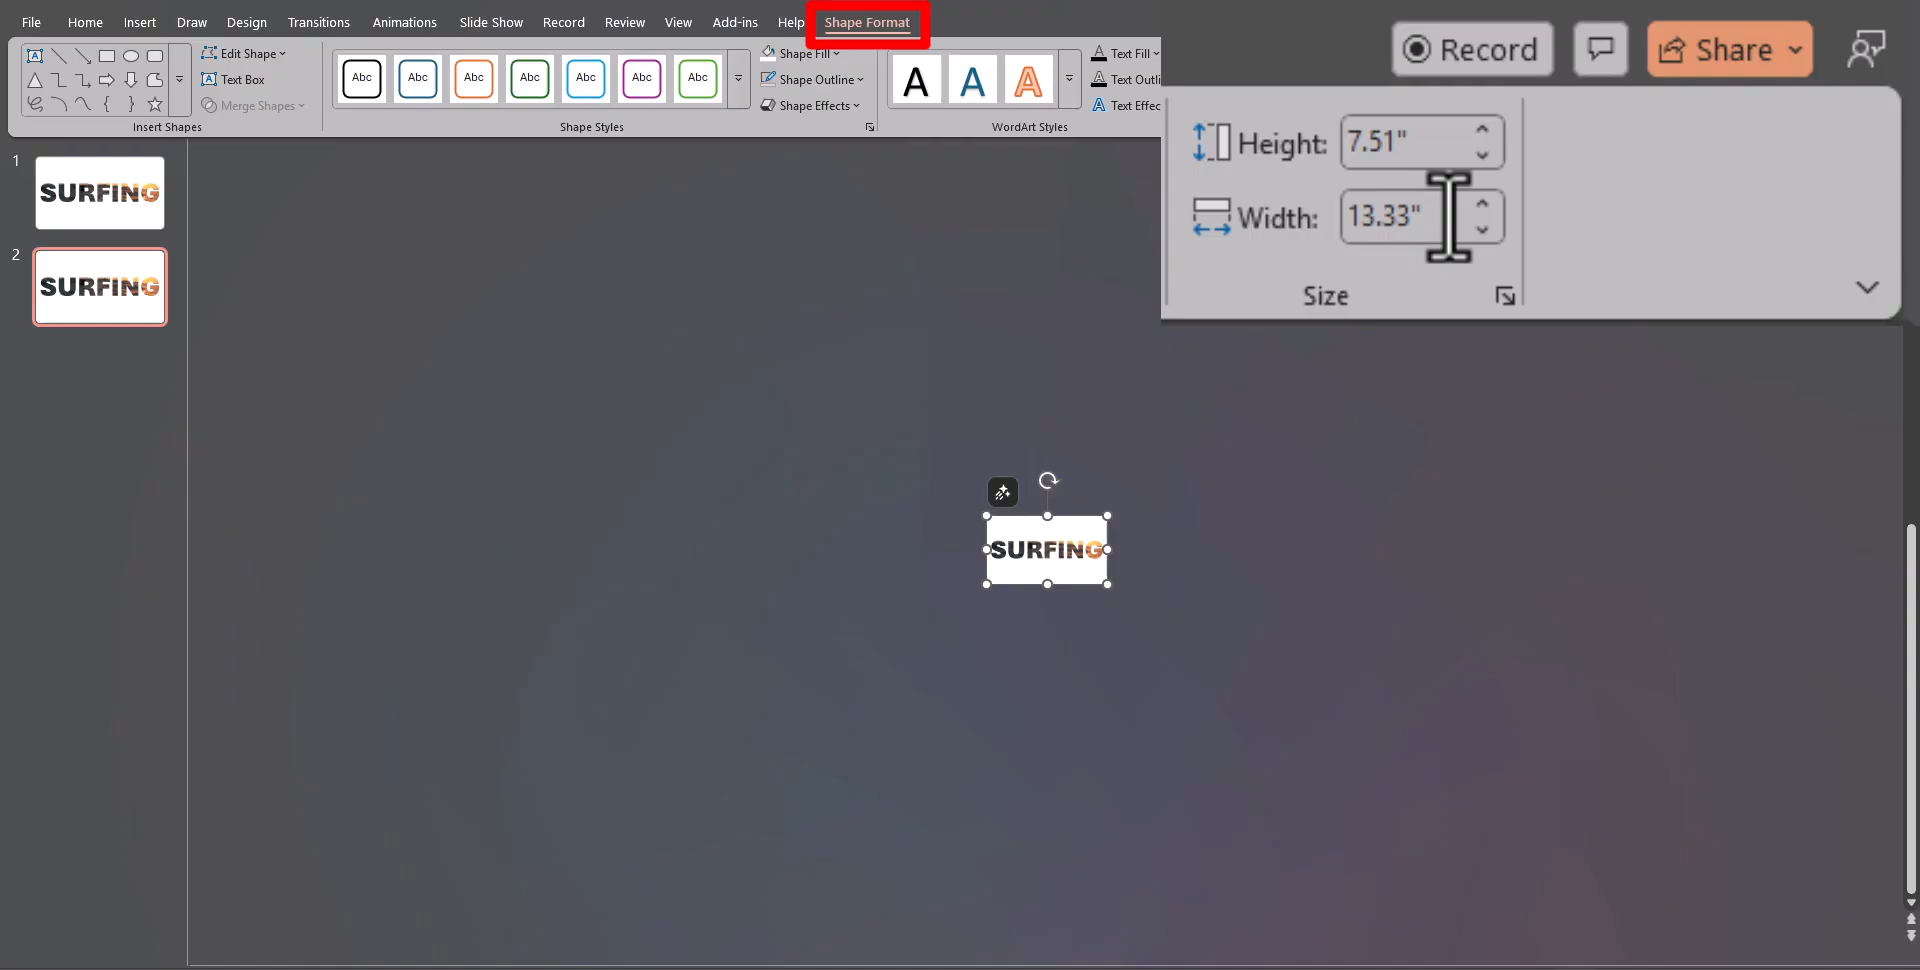 File Home Insert Draw Design Transitions Animations Slide Show Record Review View Add-ins Help Shape Format
Record Share
Edit Shape
Text Box
Merge Shapes
Insert Shapes
Abc Abc Abc Abc Abc Abc Abc
Shape Fill
Shape Outline
Shape Effects
Shape Styles
A A A
Text Fill
Text Outli
Text Effec
WordArt Styles
Height: 7.51"
Width: 13.33"
Size
1
SURFING
2
SURFING
SURFING